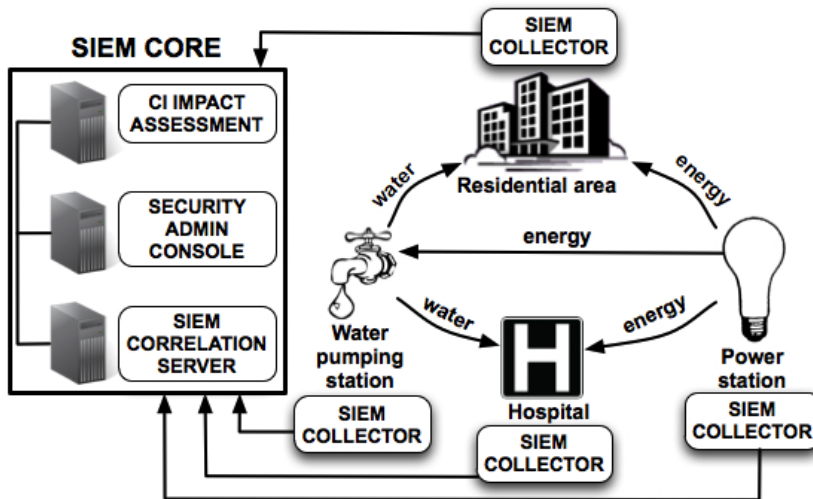 SIEM
COLLECTOR
SIEM CORE
CI IMPACT
ASSESSMENT
SECURITY
ADMIN
CONSOLE
SIEM
CORRELATION
SERVER
Residential area
water
energy
energy
water
energy
Water
pumping
station
H
Hospital
Power
station
SIEM
COLLECTOR
SIEM
COLLECTOR
SIEM
COLLECTOR